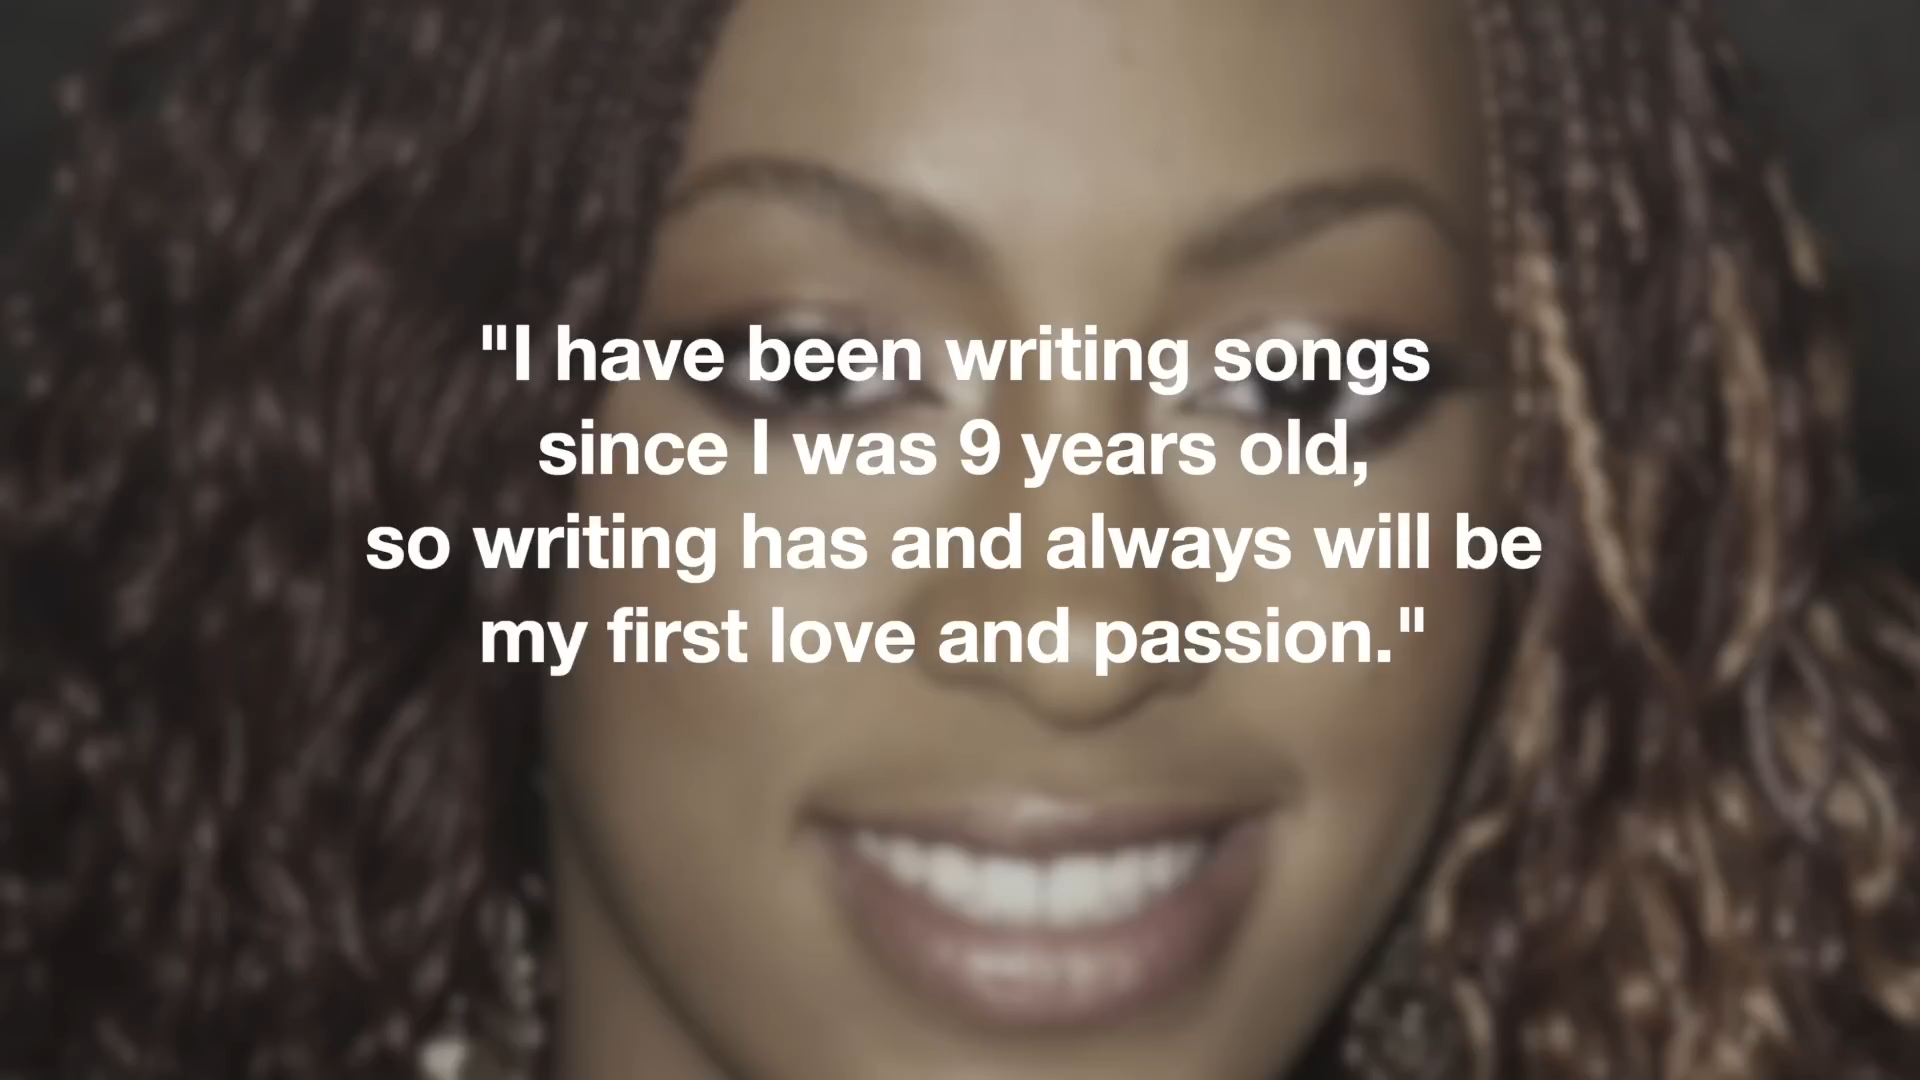 "I have been writing songs
since I was 9 years old,
so writing has and always will be
my first love and passion."